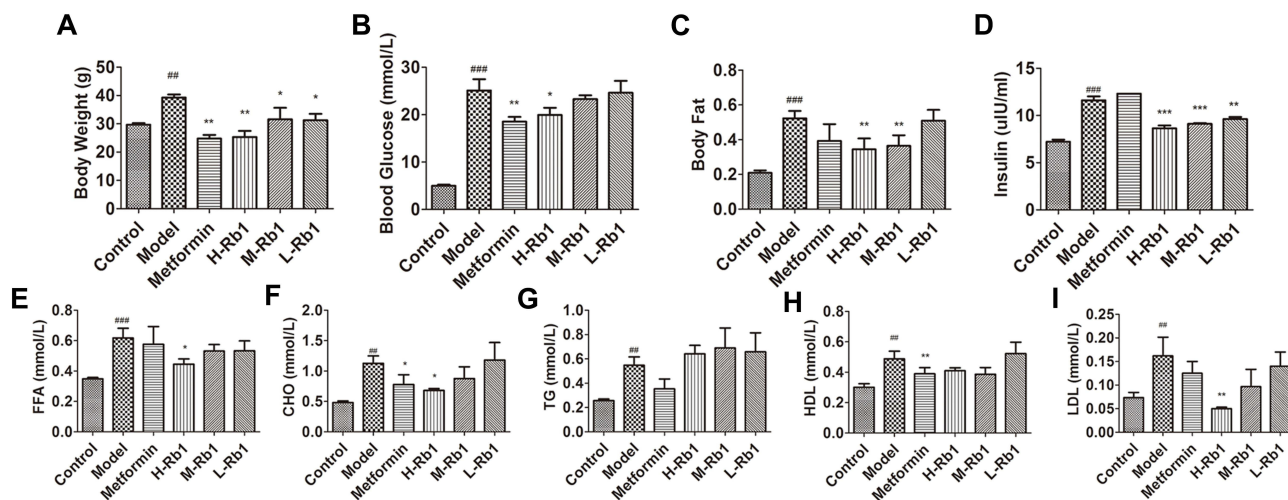 A
Body Weight (g)
50
40
30
20
10
0
##
**
**
*
*
Control
Model
Metformin
H-Rb1
M-Rb1
L-Rb1
B
Blood Glucose (mmol/L)
30
20
10
0
###
**
*
Control
Model
Metformin
H-Rb1
M-Rb1
L-Rb1
C
Body Fat
0.8
0.6
0.4
0.2
0.0
###
**
**
Control
Model
Metformin
H-Rb1
M-Rb1
L-Rb1
D
Insulin (uIU/ml)
15
10
5
0
###
***
***
**
Control
Model
Metformin
H-Rb1
M-Rb1
L-Rb1
E
FFA (mmol/L)
0.8
0.6
0.4
0.2
0.0
###
*
Control
Model
Metformin
H-Rb1
M-Rb1
L-Rb1
F
CHO (mmol/L)
2.0
1.5
1.0
0.5
0.0
##
*
*
Control
Model
Metformin
H-Rb1
M-Rb1
L-Rb1
G
TG (mmol/L)
1.0
0.8
0.6
0.4
0.2
0.0
##
Control
Model
Metformin
H-Rb1
M-Rb1
L-Rb1
H
HDL (mmol/L)
0.8
0.6
0.4
0.2
0.0
##
**
Control
Model
Metformin
H-Rb1
M-Rb1
L-Rb1
I
LDL (mmol/L)
0.25
0.20
0.15
0.10
0.05
0.00
##
**
Control
Model
Metformin
H-Rb1
M-Rb1
L-Rb1